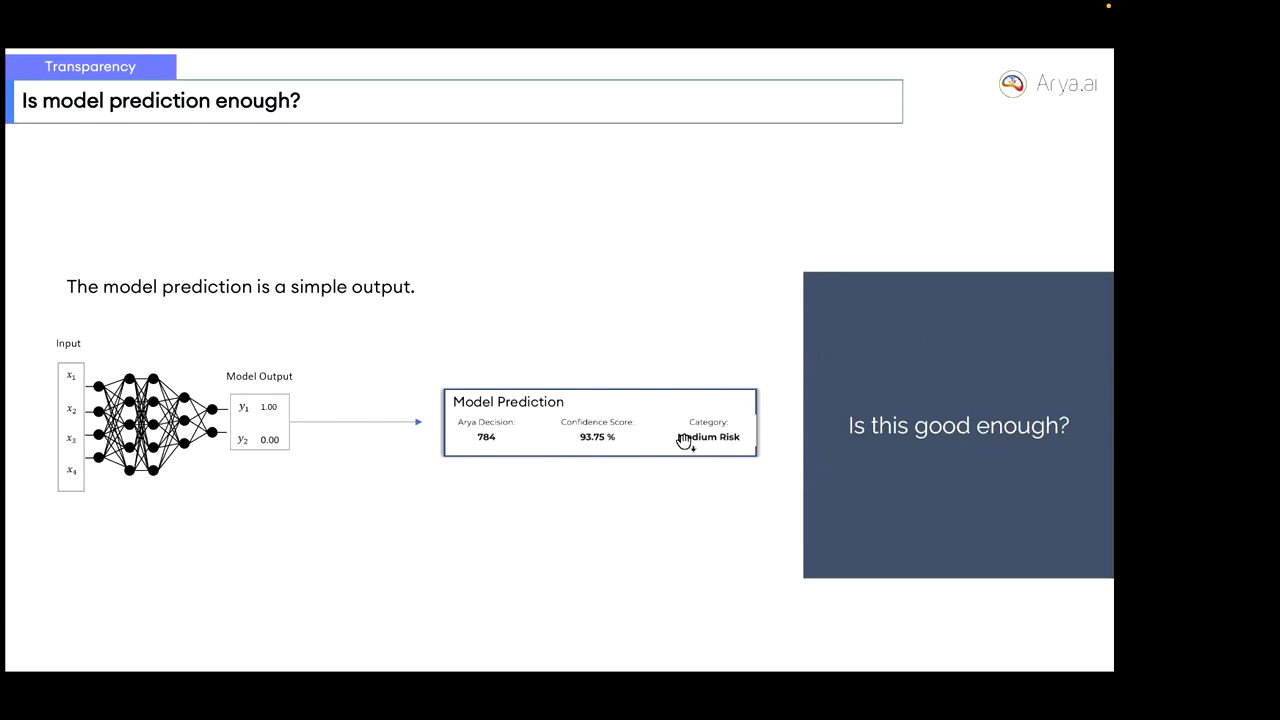 Transparency
Is model prediction enough?
Arya.ai
The model prediction is a simple output.
Input
x1
x2
x3
x4
Model Output
y1 1.00
y2 0.00
Model Prediction
Arya Decision: Confidence Score: Category:
784 93.75 % Medium Risk
Is this good enough?